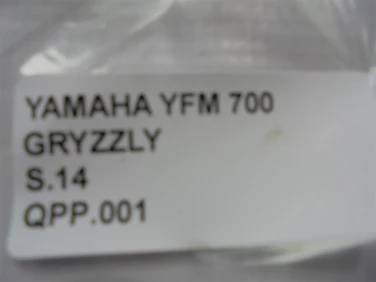 YAMAHA YFM 700
GRYZZLY
S.14
QPP.001